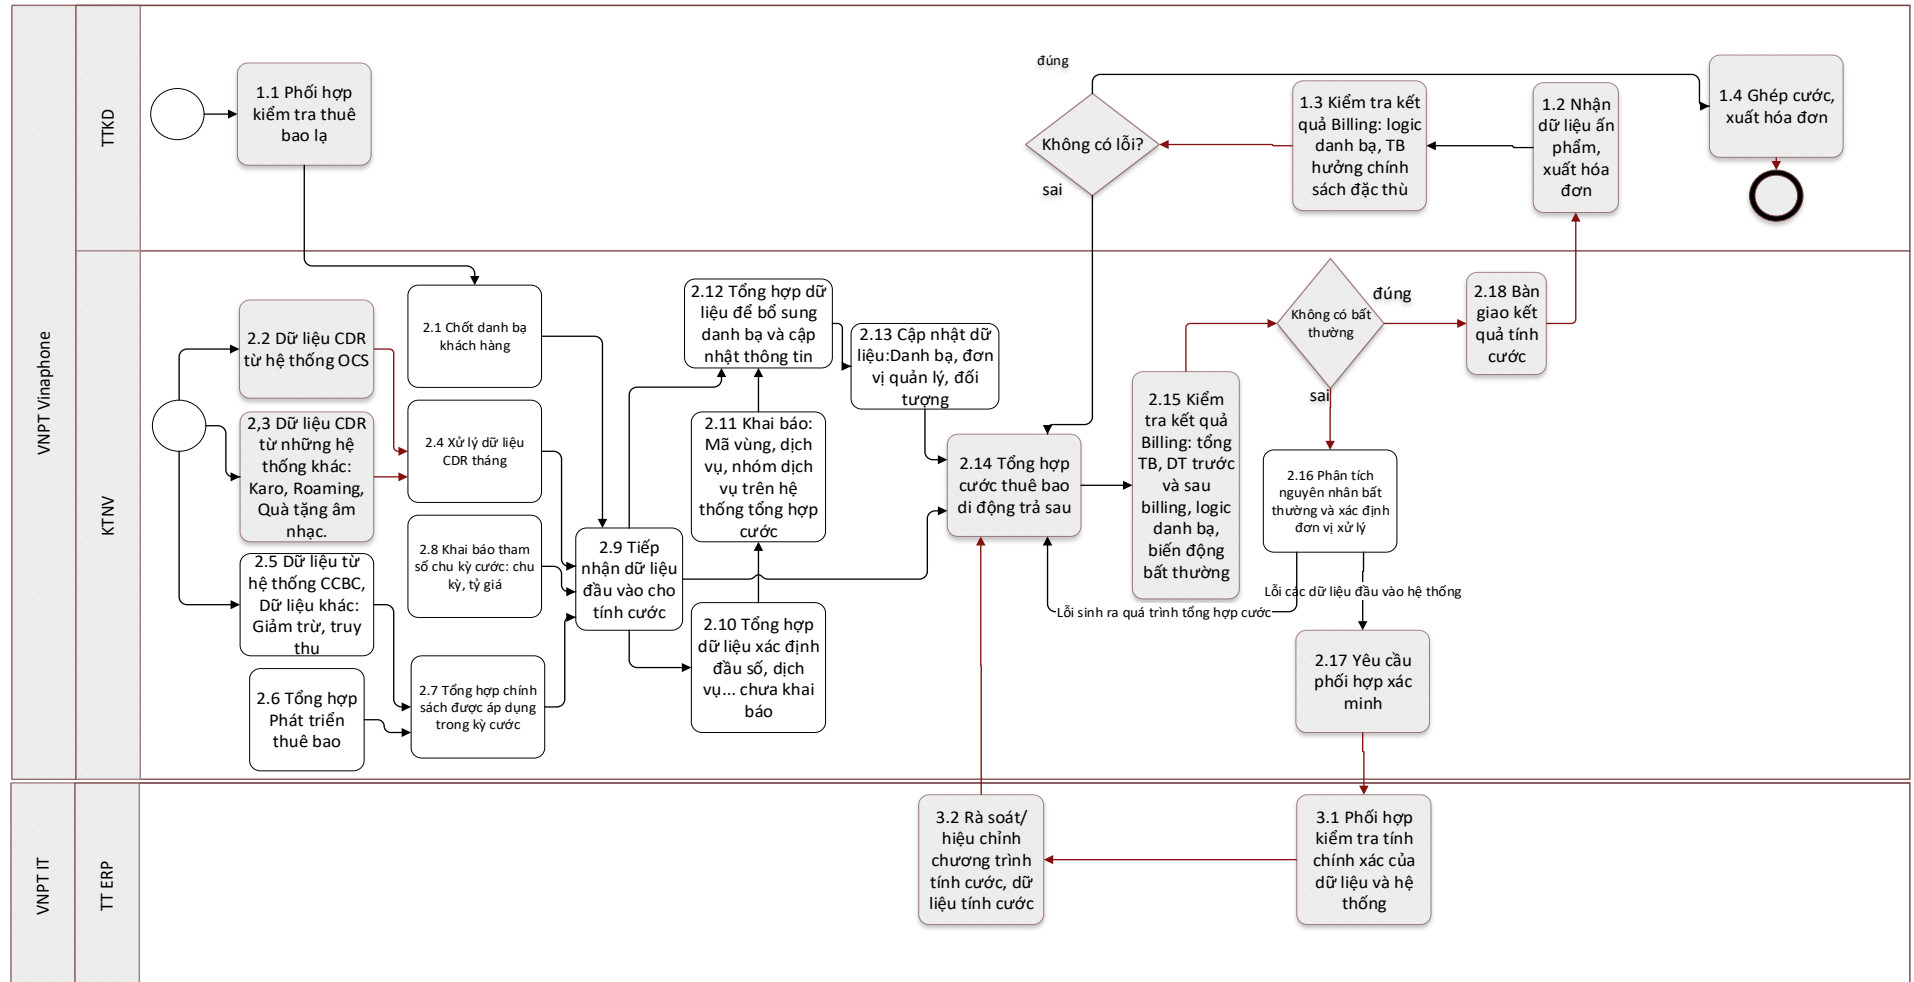 VNPT Vinaphone
TTKD
1.1 Phối hợp
kiểm tra thuê
bao lạ
đúng
Không có lỗi?
sai
1.3 Kiểm tra kết
quả Billing: logic
danh bạ, TB
hưởng chính
sách đặc thù
1.2 Nhận
dữ liệu ấn
phẩm,
xuất hóa
đơn
1.4 Ghép cước,
xuất hóa đơn
KTNV
2.2 Dữ liệu CDR
từ hệ thống OCS
2,3 Dữ liệu CDR
từ những hệ
thống khác:
Karo, Roaming,
Quà tặng âm
nhạc.
2.5 Dữ liệu từ
hệ thống CCBC,
Dữ liệu khác:
Giảm trừ, truy
thu
2.6 Tổng hợp
Phát triển
thuê bao
2.1 Chốt danh bạ
khách hàng
2.4 Xử lý dữ liệu
CDR tháng
2.8 Khai báo tham
số chu kỳ cước: chu
kỳ, tỷ giá
2.7 Tổng hợp chính
sách được áp dụng
trong kỳ cước
2.9 Tiếp
nhận dữ liệu
đầu vào cho
tính cước
2.12 Tổng hợp dữ
liệu để bổ sung
danh bạ và cập
nhật thông tin
2.11 Khai báo:
Mã vùng, dịch
vụ, nhóm dịch
vụ trên hệ
thống tổng hợp
cước
2.10 Tổng hợp
dữ liệu xác định
đầu số, dịch
vụ... chưa khai
báo
2.13 Cập nhật dữ
liệu:Danh bạ, đơn
vị quản lý, đối
tượng
2.14 Tổng hợp
cước thuê bao
di động trả sau
2.15 Kiểm
tra kết quả
Billing: tổng
TB, DT trước
và sau
billing, logic
danh bạ,
biến động
bất thường
Không có bất
thường
đúng
sai
2.18 Bàn
giao kết
quả tính
cước
2.16 Phân tích
nguyên nhân bất
thường và xác định
đơn vị xử lý
Lỗi các dữ liệu đầu vào hệ thống
Lỗi sinh ra quá trình tổng hợp cước
2.17 Yêu cầu
phối hợp xác
minh
VNPT IT
TT ERP
3.2 Rà soát/
hiệu chỉnh
chương trình
tính cước, dữ
liệu tính cước
3.1 Phối hợp
kiểm tra tính
chính xác của
dữ liệu và hệ
thống